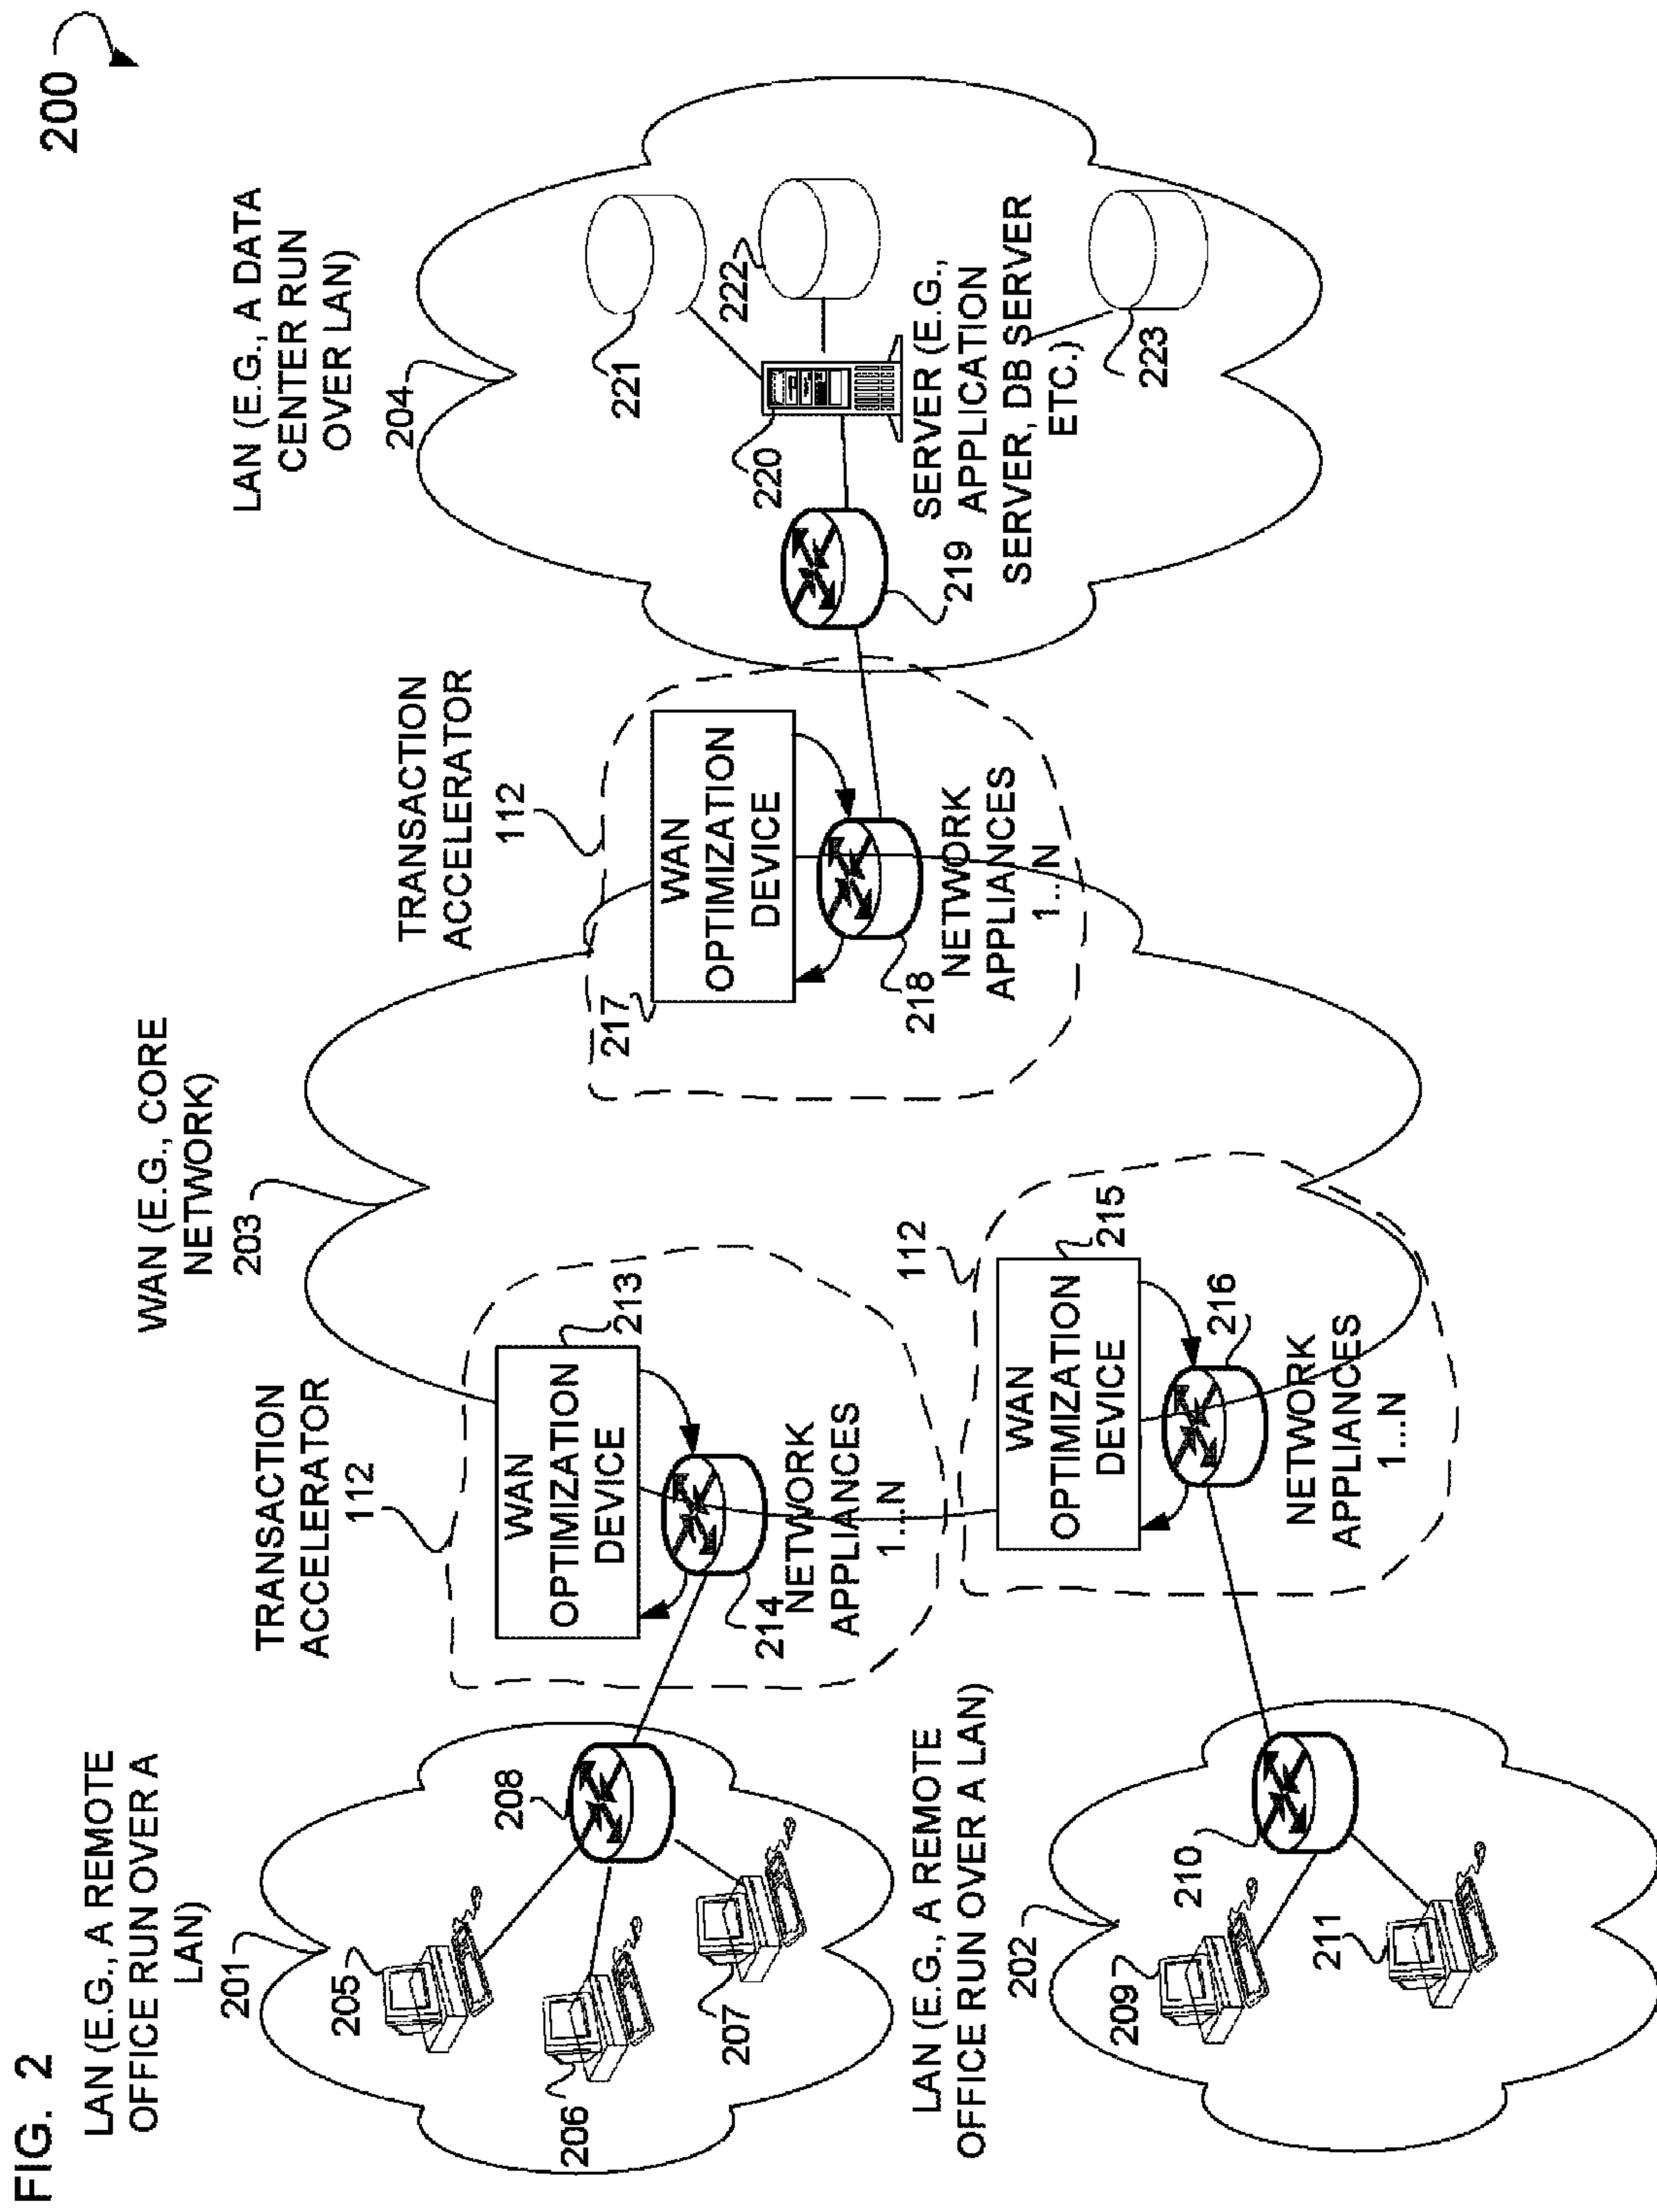 FIG. 2
200
LAN (E.G., A REMOTE
OFFICE RUN OVER A
LAN)
201
205
206
207
208
LAN (E.G., A REMOTE
OFFICE RUN OVER A LAN)
202
209
210
211
TRANSACTION
ACCELERATOR
112
WAN
OPTIMIZATION
DEVICE
213
214
NETWORK
APPLIANCES
1...N
112
WAN
OPTIMIZATION
DEVICE
215
216
NETWORK
APPLIANCES
1...N
WAN (E.G., CORE
NETWORK)
203
TRANSACTION
ACCELERATOR
112
WAN
OPTIMIZATION
DEVICE
217
218
NETWORK
APPLIANCES
1...N
LAN (E.G., A DATA
CENTER RUN
OVER LAN)
204
219
220
221
222
223
SERVER (E.G.,
APPLICATION
SERVER, DB SERVER
ETC.)